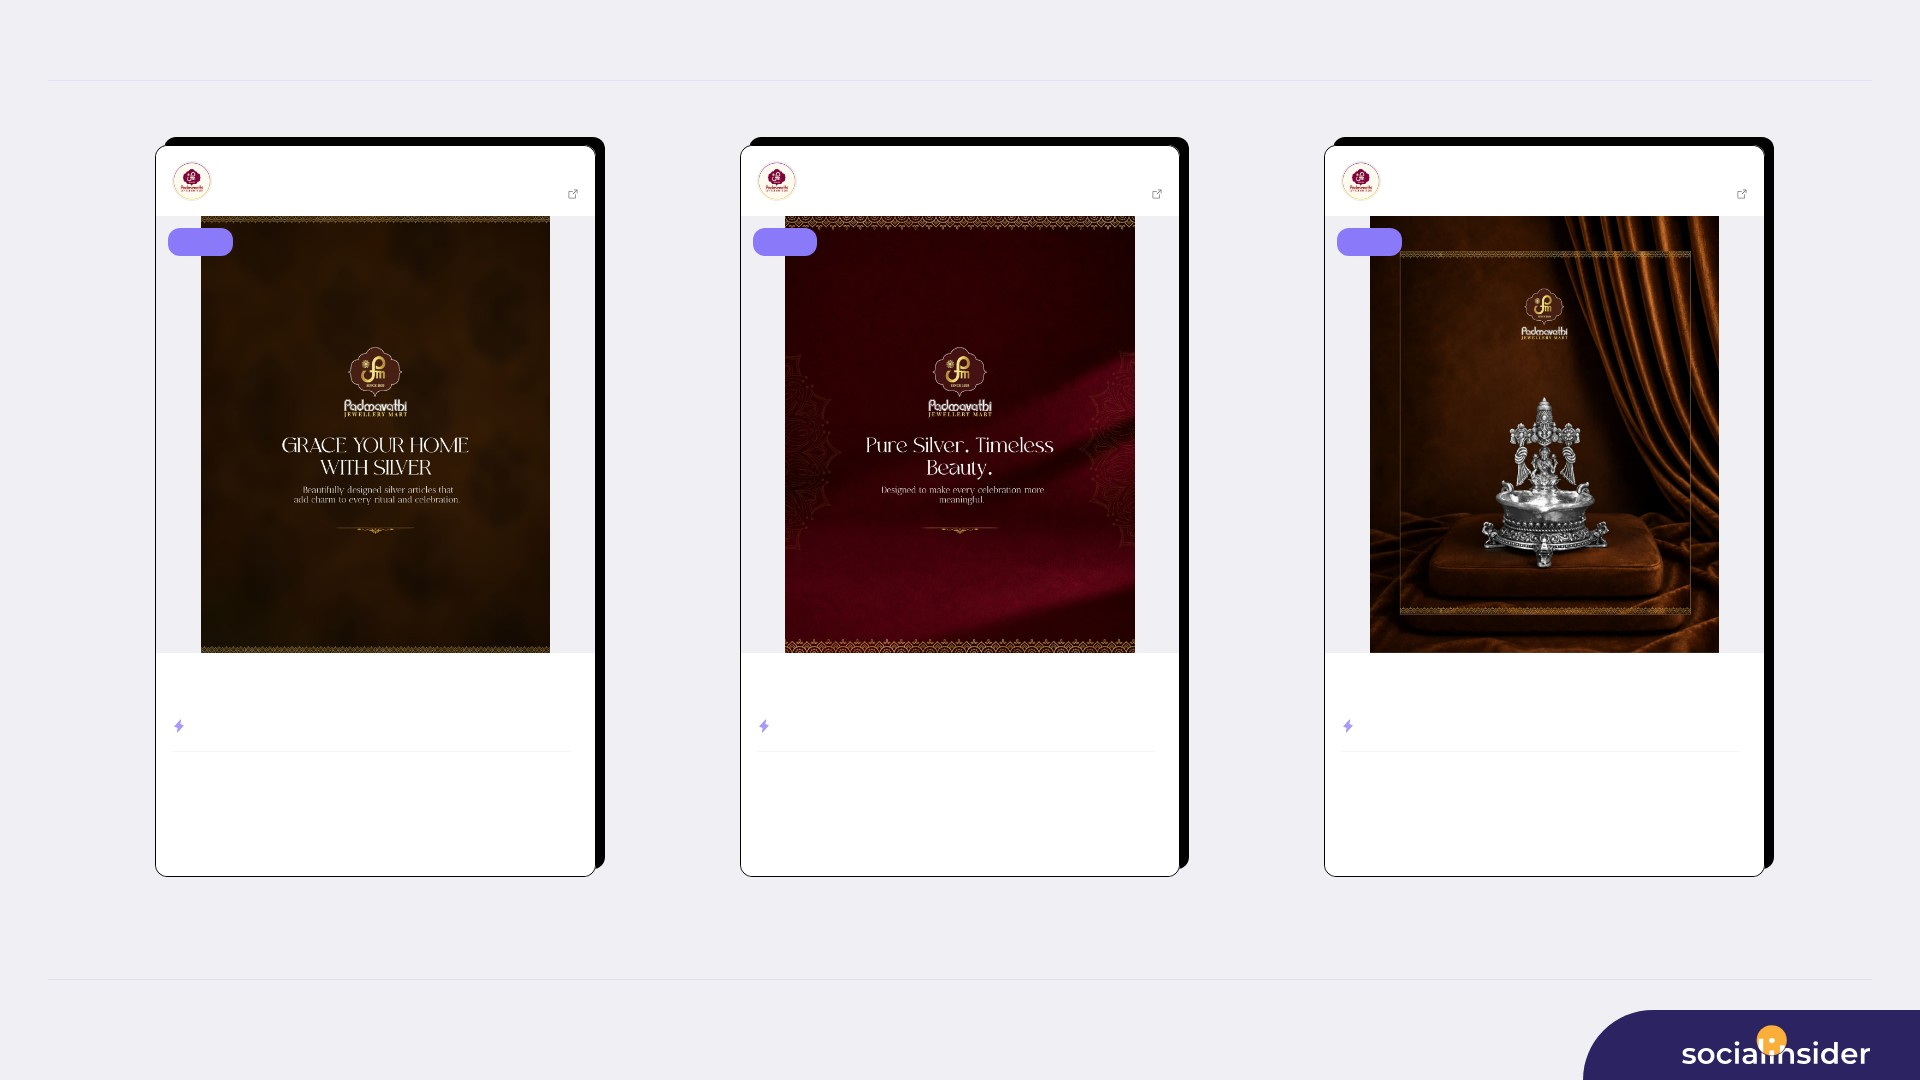 Padmavathi
JEWELLERY MART
GRACE YOUR HOME
WITH SILVER
Beautifully designed silver articles that
add charm to every ritual and celebration.
Padmavathi
JEWELLERY MART
Pure Silver. Timeless
Beauty.
Designed to make every celebration more
meaningful.
Padmavathi
JEWELLERY MART
socialinsider